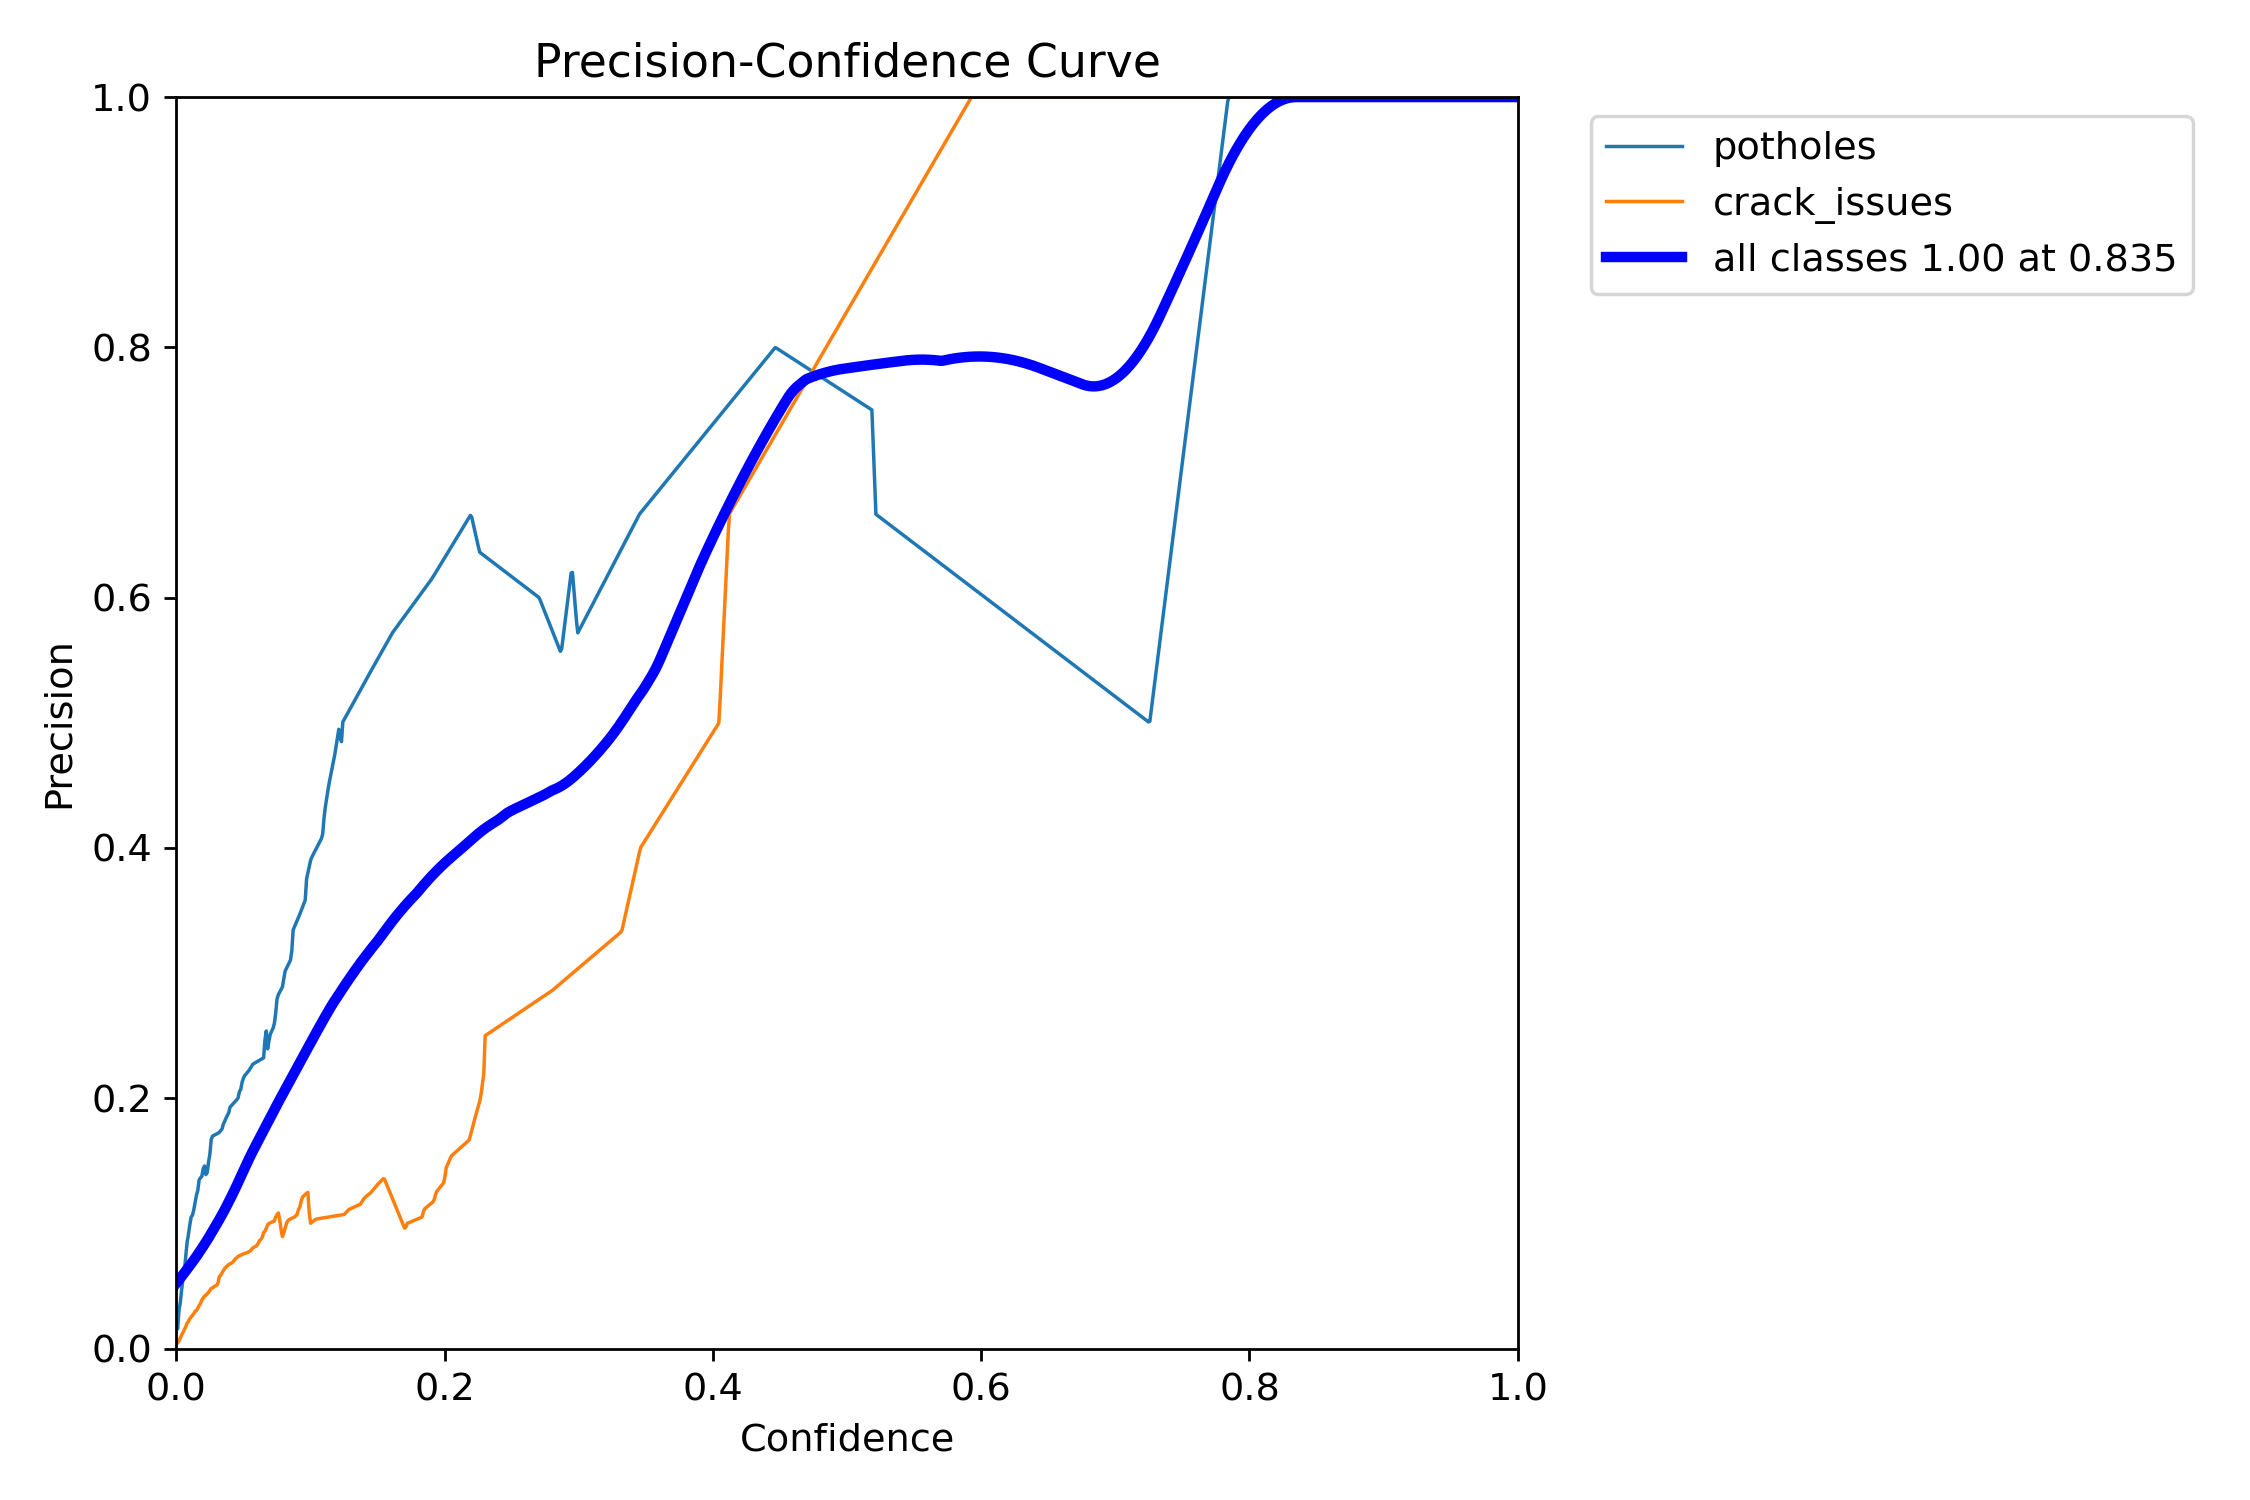 Precision-Confidence Curve
1.0
0.8
0.6
0.4
0.2
0.0
Precision
0.0 0.2 0.4 0.6 0.8 1.0
Confidence
potholes
crack_issues
all classes 1.00 at 0.835